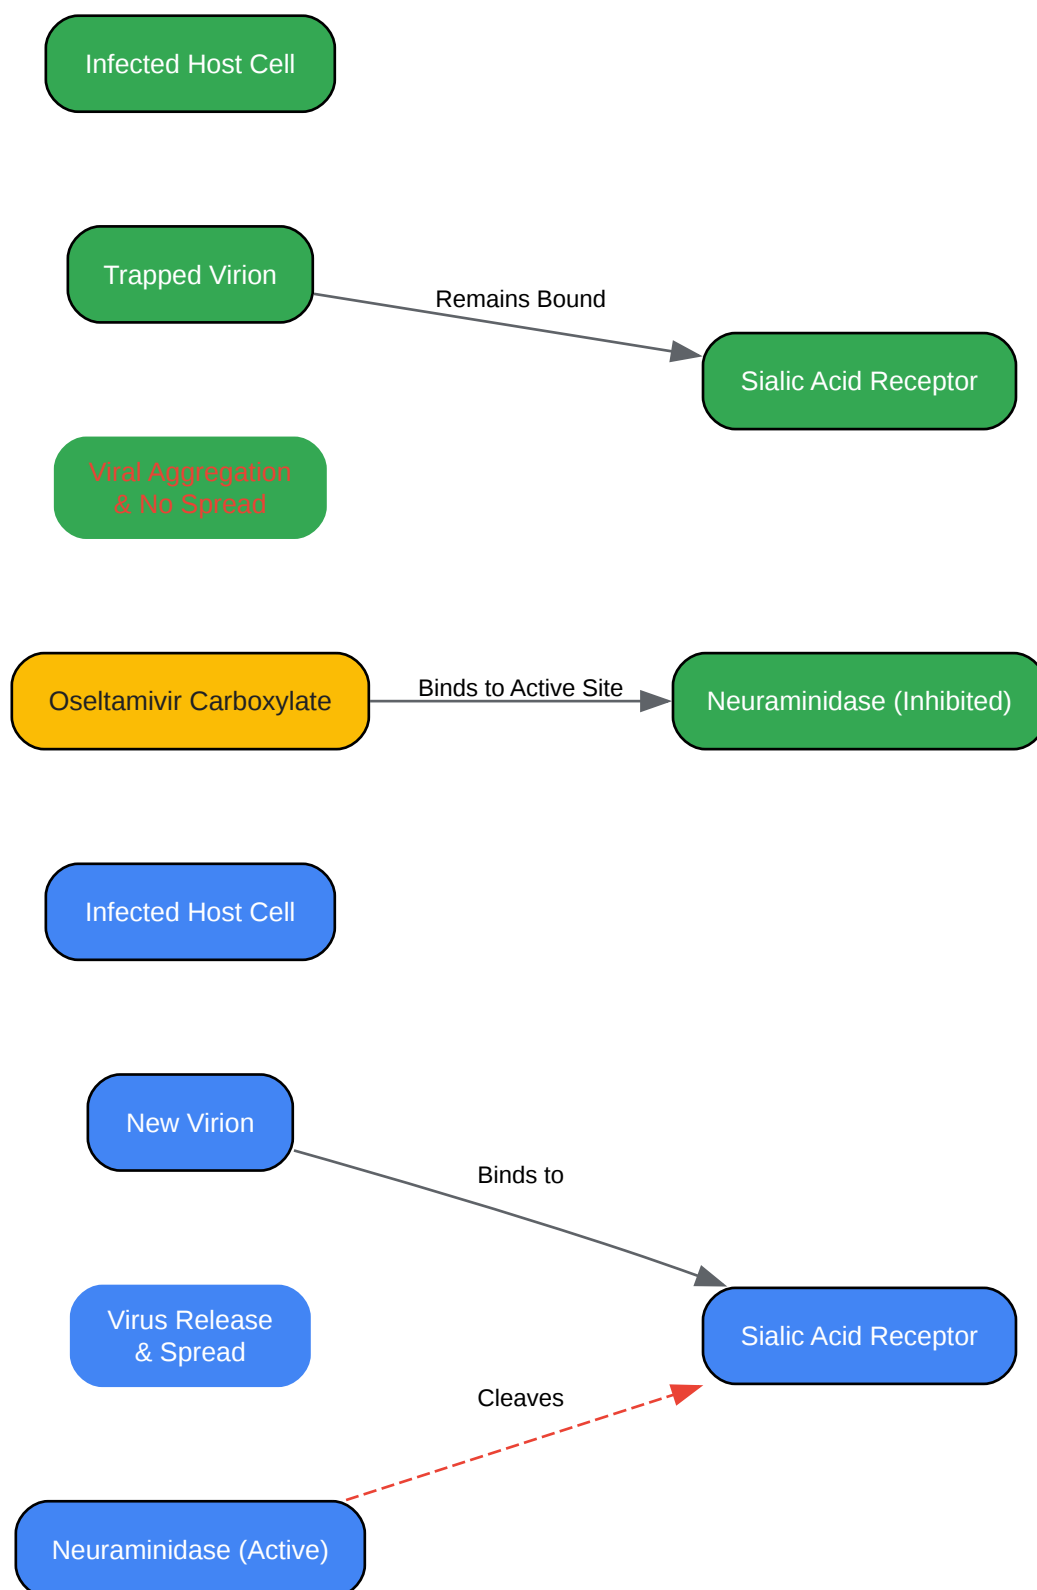 Infected Host Cell
Trapped Virion
Remains Bound
Sialic Acid Receptor
Viral Aggregation
& No Spread
Oseltamivir Carboxylate
Binds to Active Site
Neuraminidase (Inhibited)
Infected Host Cell
New Virion
Binds to
Virus Release
& Spread
Sialic Acid Receptor
Cleaves
Neuraminidase (Active)